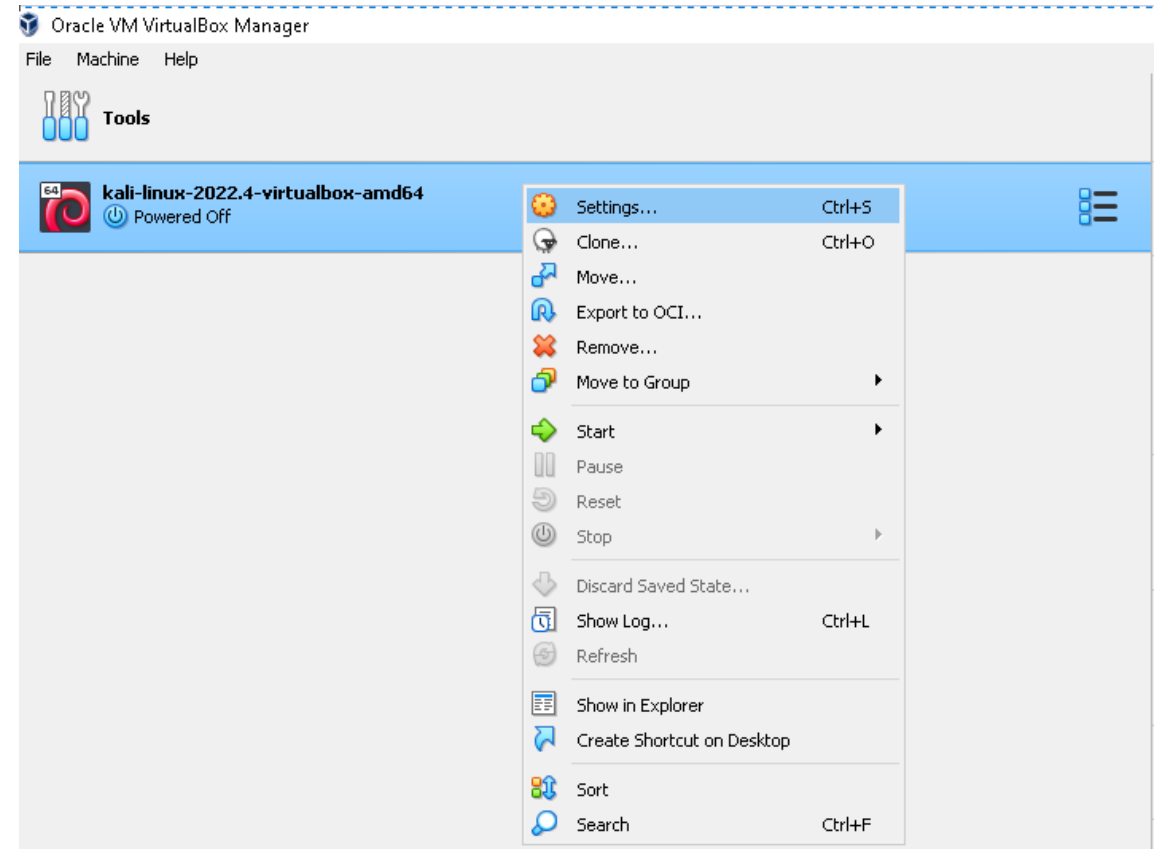 Oracle VM VirtualBox Manager
File Machine Help
Tools
64
kali-linux-2022.4-virtualbox-amd64
Powered Off
Settings... Ctrl+S
Clone... Ctrl+O
Move...
Export to OCI...
Remove...
Move to Group
Start
Pause
Reset
Stop
Discard Saved State...
Show Log... Ctrl+L
Refresh
Show in Explorer
Create Shortcut on Desktop
Sort
Search Ctrl+F